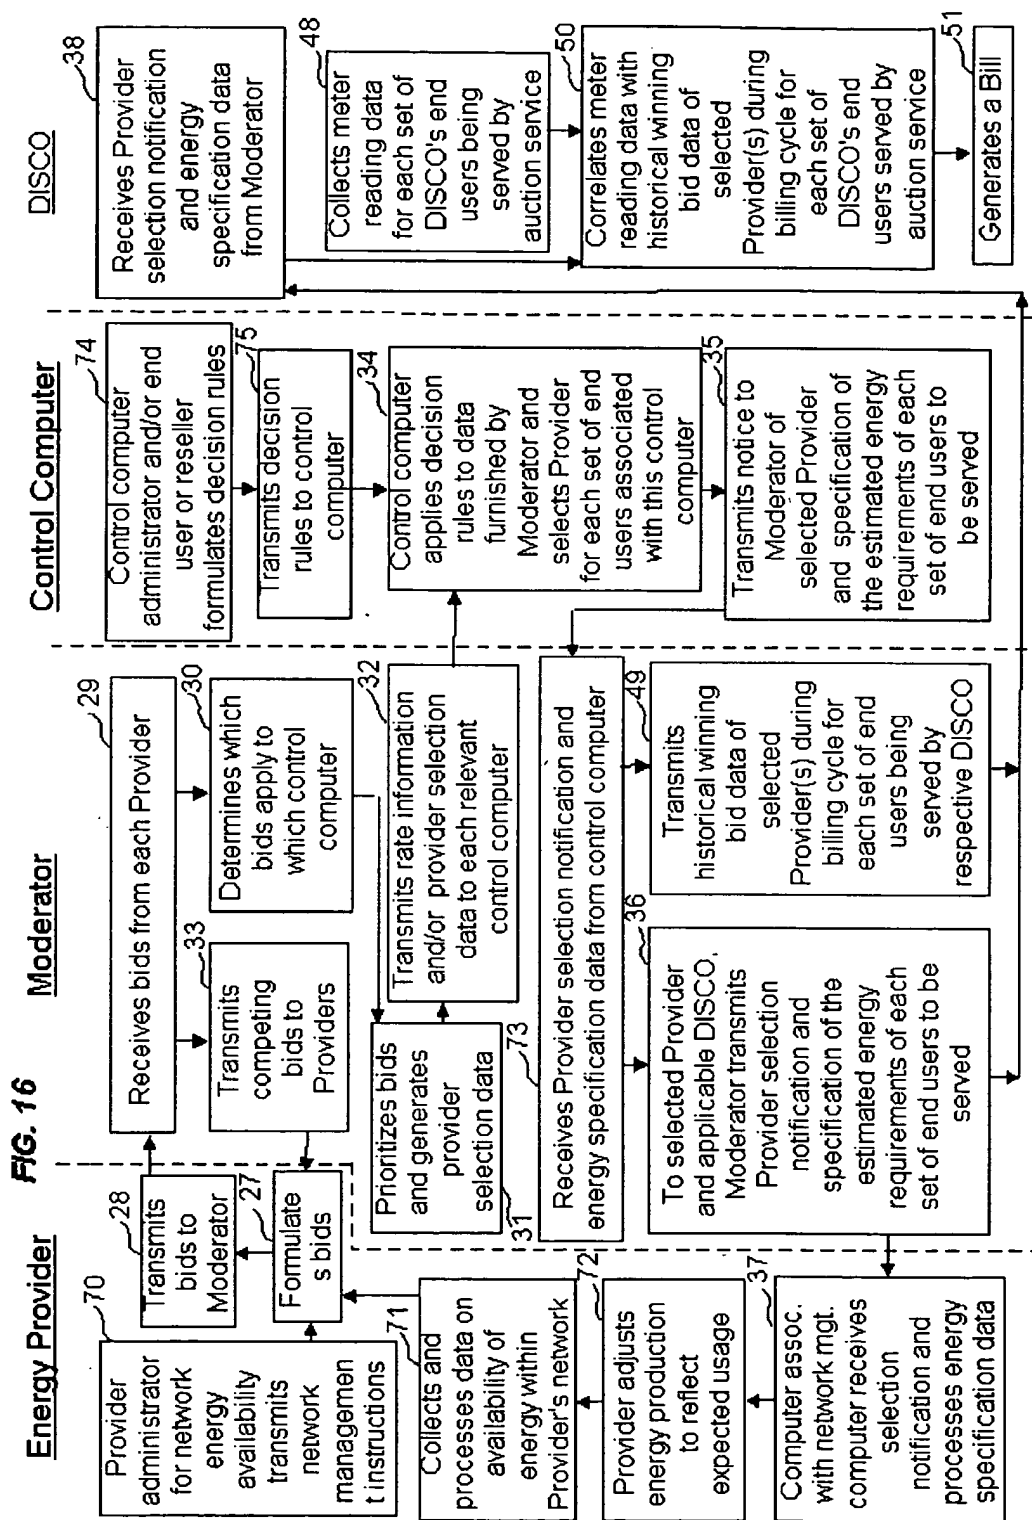 FIG. 16
Energy Provider
70
Provider
administrator
for network
energy
availability
transmits
network
managemen
t instructions
28
Transmits
bids to
Moderator
27
Formulate
s bids
71
Collects and
processes data on
availability of
energy within
Provider's network
72
Provider adjusts
energy production
to reflect
expected usage
37
Computer assoc.
with network mgt.
computer receives
selection
notification and
processes energy
specification data
Moderator
29
Receives bids from each Provider
33
Transmits
competing
bids to
Providers
30
Determines which
bids apply to
which control
computer
31
Prioritizes bids
and generates
provider
selection data
32
Transmits rate information
and/or provider selection
data to each relevant
control computer
73
Receives Provider selection notification and
energy specification data from control computer
36
To selected Provider
and applicable DISCO,
Moderator transmits
Provider selection
notification and
specification of the
estimated energy
requirements of each
set of end users to be
served
49
Transmits
historical winning
bid data of
selected
Provider(s) during
billing cycle for
each set of end
users being
served by
respective DISCO
Control Computer
74
Control computer
administrator and/or end
user or reseller
formulates decision rules
75
Transmits decision
rules to control
computer
34
Control computer
applies decision
rules to data
furnished by
Moderator and
selects Provider
for each set of end
users associated
with this control
computer
35
Transmits notice to
Moderator of
selected Provider
and specification of
the estimated energy
requirements of each
set of end users to
be served
DISCO
38
Receives Provider
selection notification
and energy
specification data
from Moderator
48
Collects meter
reading data
for each set of
DISCO's end
users being
served by
auction service
50
Correlates meter
reading data with
historical winning
bid data of
selected
Provider(s) during
billing cycle for
each set of
DISCO's end
users served by
auction service
51
Generates a Bill